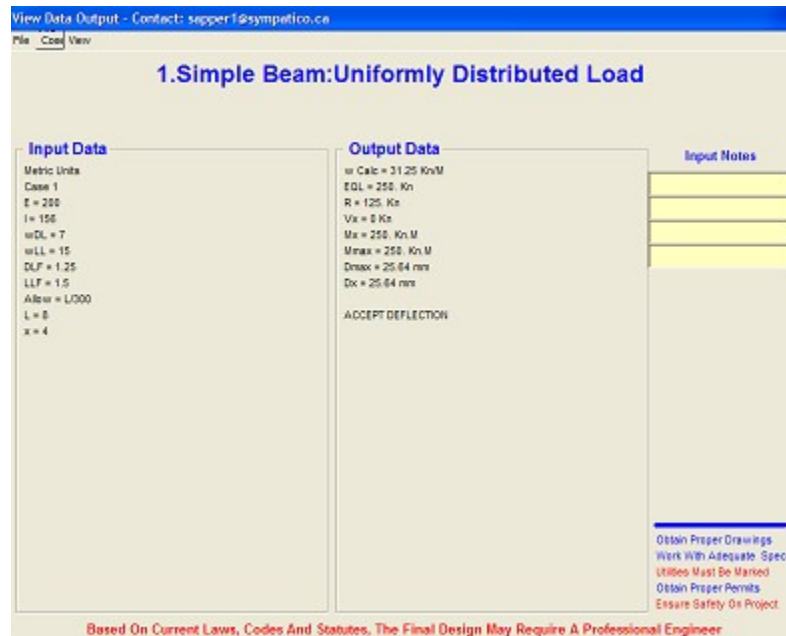 View Data Output - Contact: sapper1@sympatico.ca
File View
1.Simple Beam:Uniformly Distributed Load
Input Data
Metric Units
Case 1
E = 200
I = 156
wDL = 7
wLL = 15
DLF = 1.25
LLF = 1.5
Allow = L/300
L = 8
x = 4
Output Data
w Calc = 31.25 Kn/M
EQL = 250. Kn
R = 125. Kn
Vx = 0 Kn
Mx = 250. Kn.M
Mmax = 250. Kn.M
Dmax = 25.64 mm
Dx = 25.64 mm
ACCEPT DEFLECTION
Input Notes
Obtain Proper Drawings
Work With Adequate Spec
Utilities Must Be Marked
Obtain Proper Permits
Ensure Safety On Project
Based On Current Laws, Codes And Statutes, The Final Design May Require A Professional Engineer